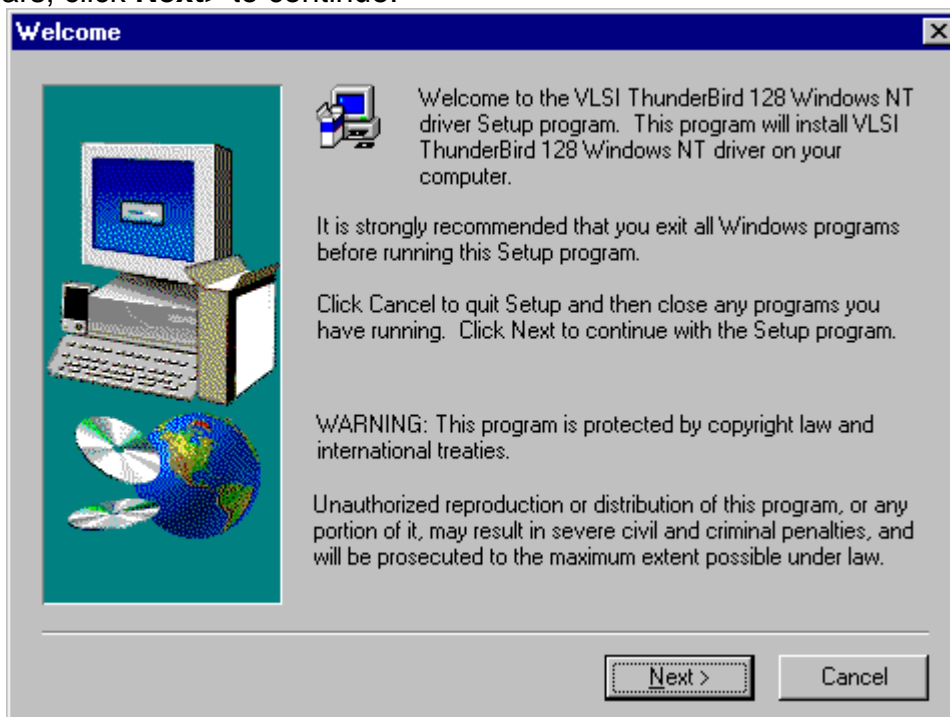 click Next> to continue.
Welcome
Welcome to the VLSI ThunderBird 128 Windows NT
driver Setup program. This program will install VLSI
ThunderBird 128 Windows NT driver on your
computer.
It is strongly recommended that you exit all Windows programs
before running this Setup program.
Click Cancel to quit Setup and then close any programs you
have running. Click Next to continue with the Setup program.
WARNING: This program is protected by copyright law and
international treaties.
Unauthorized reproduction or distribution of this program, or any
portion of it, may result in severe civil and criminal penalties, and
will be prosecuted to the maximum extent possible under law.
Next >
Cancel